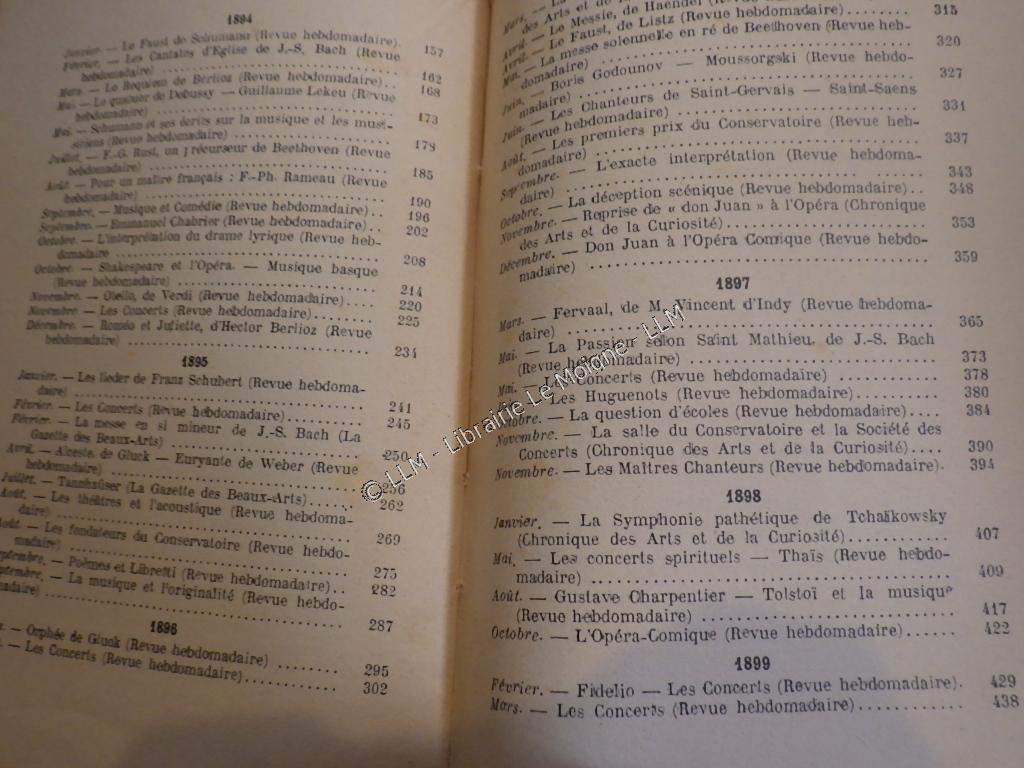 1894
Janvier. — Le Faust de Schumann (Revue hebdomadaire). 157
Février. — Les Cantates d'Eglise de J.-S. Bach (Revue
hebdomadaire) 162
Mars. — Le Requiem de Berlioz (Revue hebdomadaire) . . 168
Mai. — Le quatuor de Debussy — Guillaume Lekeu (Revue
hebdomadaire) 173
Mai. — Schumann et ses écrits sur la musique et les musi-
siciens (Revue hebdomadaire) 178
Juillet. — F.-G. Rust, un précurseur de Beethoven (Revue
hebdomadaire) 185
Août. — Pour un maître français : F.-Ph. Rameau (Revue
hebdomadaire) 190
Septembre. — Musique et Comédie (Revue hebdomadaire) . . 196
Septembre. — Emmanuel Chabrier (Revue hebdomadaire) . . 202
Octobre. — L'interprétation du drame lyrique (Revue heb-
domadaire 208
Octobre. — Shakespeare et l'Opéra. — Musique basque
(Revue hebdomadaire) 214
Novembre. — Otello, de Verdi (Revue hebdomadaire) .... 220
Novembre. — Les Concerts (Revue hebdomadaire) 225
Décembre. — Roméo et Juliette, d'Hector Berlioz (Revue
hebdomadaire) 234
1895
Janvier. — Les lieder de Franz Schubert (Revue hebdoma-
daire) 241
Février. — Les Concerts (Revue hebdomadaire) 245
Février. — La messe en si mineur de J.-S. Bach (La
Gazette des Beaux-Arts) 250
Avril. — Alceste, de Gluck — Euryante de Weber (Revue
hebdomadaire) 256
Juillet. — Tannhäuser (La Gazette des Beaux-Arts) 262
Août. — Les théâtres et l'acoustique (Revue hebdoma-
daire) 269
Août. — Les fondateurs du Conservatoire (Revue hebdo-
madaire) 275
Septembre. — Poèmes et Libretti (Revue hebdomadaire) . . 282
Septembre. — La musique et l'originalité (Revue hebdo-
madaire) 287
1896
— Orphée de Gluck (Revue hebdomadaire) 295
— Les Concerts (Revue hebdomadaire) 302
Mars. —
des Arts et de la
Avril. — Le Messie, de Haendel (Revue hebdomadaire)
Avril. — Le Faust, de Listz (Revue hebdomadaire) 315
Mai. — La messe solennelle en ré de Beethoven (Revue heb-
domadaire) 320
Juin. — Boris Godounov — Moussorgski (Revue hebdo-
madaire) 327
Juin. — Les Chanteurs de Saint-Gervais — Saint-Saens
(Revue hebdomadaire) 331
Août. — Les premiers prix du Conservatoire (Revue heb-
domadaire) 337
Septembre. — L'exacte interprétation (Revue hebdoma-
daire) 343
Octobre. — La déception scénique (Revue hebdomadaire) . . 348
Novembre. — Reprise de « don Juan » à l'Opéra (Chronique
des Arts et de la Curiosité) 353
Décembre. — Don Juan à l'Opéra Comique (Revue hebdo-
madaire) 359
1897
Mars. — Fervaal, de M. Vincent d'Indy (Revue hebdoma-
daire) 365
Mai. — La Passion selon Saint Mathieu, de J.-S. Bach
(Revue hebdomadaire) 373
Mai. — Les Concerts (Revue hebdomadaire) 378
— Les Huguenots (Revue hebdomadaire) 380
Octobre. — La question d'écoles (Revue hebdomadaire) 384
Novembre. — La salle du Conservatoire et la Société des
Concerts (Chronique des Arts et de la Curiosité) .... 390
Novembre. — Les Maîtres Chanteurs (Revue hebdomadaire). 394
1898
Janvier. — La Symphonie pathétique de Tchaïkowsky
(Chronique des Arts et de la Curiosité) 407
Mai. — Les concerts spirituels — Thaïs (Revue hebdo-
madaire) 409
Août. — Gustave Charpentier — Tolstoï et la musique
(Revue hebdomadaire) 417
Octobre. — L'Opéra-Comique (Revue hebdomadaire) 422
1899
Février. — Fidelio — Les Concerts (Revue hebdomadaire). 429
Mars. — Les Concerts (Revue hebdomadaire) 438
© LLM - Librairie Le Moigne - LLM